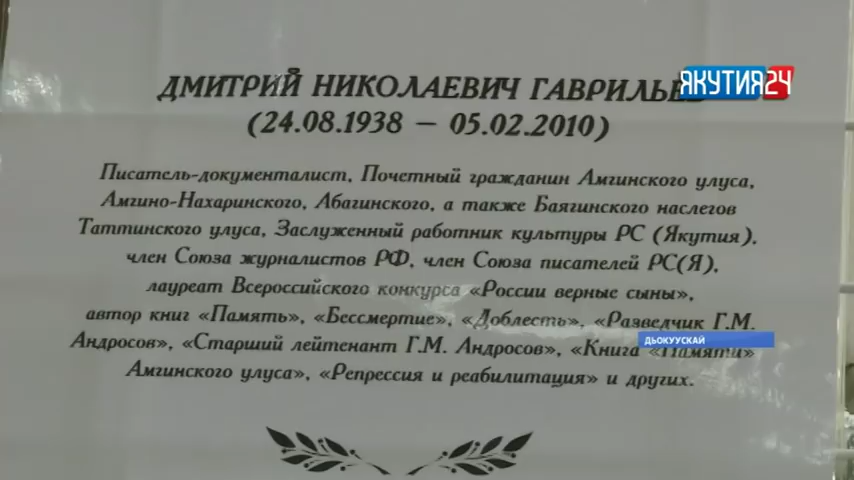 ДМИТРИЙ НИКОЛАЕВИЧ ГАВРИЛЬЕВ
ЯКУТИЯ24
(24.08.1938 – 05.02.2010)
Писатель-документалист, Почетный гражданин Амгинского улуса,
Амгино-Нахаринского, Абагинского, а также Баягинского наслегов
Таттинского улуса, Заслуженный работник культуры РС (Якутия),
член Союза журналистов РФ, член Союза писателей РС(Я),
лауреат Всероссийского конкурса «России верные сыны»,
автор книг «Память», «Бессмертие», «Доблесть», «Разведчик Г.М.
Андросов», «Старший лейтенант Г.М. Андросов», «Книга «Памяти»
ДЬОКУУСКАЙ
Амгинского улуса», «Репрессия и реабилитация» и других.